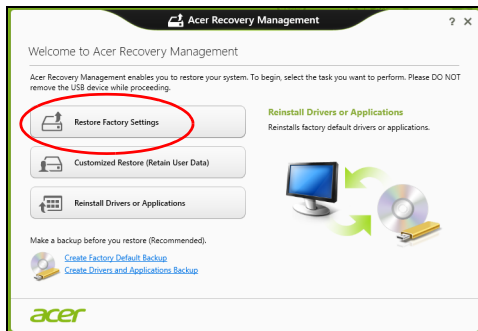 Acer Recovery Management
? X
Welcome to Acer Recovery Management
Acer Recovery Management enables you to restore your system. To begin, select the task you want to perform. Please DO NOT
remove the USB device while proceeding.
Restore Factory Settings
Customized Restore (Retain User Data)
Reinstall Drivers or Applications
Reinstall Drivers or Applications
Reinstalls factory default drivers or applications.
Make a backup before you restore (Recommended).
Create Factory Default Backup
Create Drivers and Applications Backup
acer